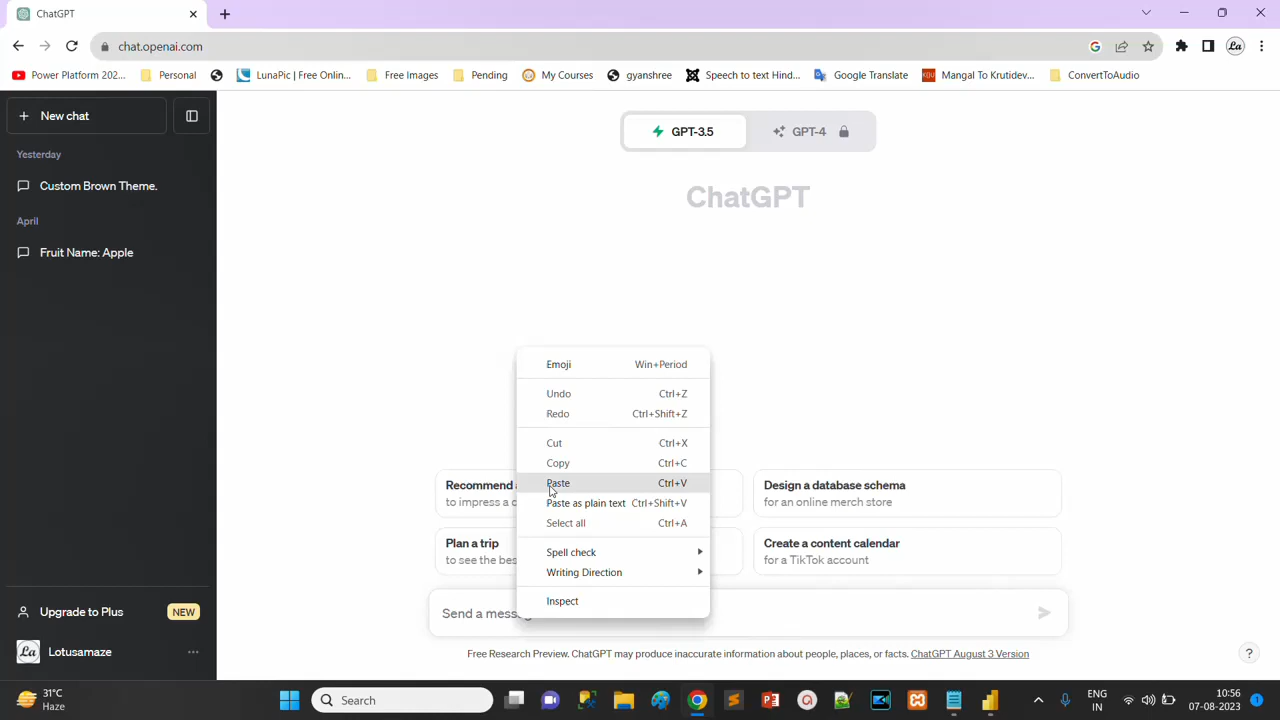 ChatGPT
chat.openai.com
Power Platform 202...
Personal
LunaPic | Free Onlin...
Free Images
Pending
My Courses
gyanshree
Speech to text Hind...
Google Translate
KDU
Mangal To Krutidev...
ConvertToAudio
New chat
Yesterday
Custom Brown Theme.
April
Fruit Name: Apple
Upgrade to Plus NEW
La Lotusamaze
GPT-3.5
GPT-4
ChatGPT
Emoji Win+Period
Undo Ctrl+Z
Redo Ctrl+Shift+Z
Cut Ctrl+X
Copy Ctrl+C
Paste Ctrl+V
Paste as plain text Ctrl+Shift+V
Select all Ctrl+A
Spell check
Writing Direction
Inspect
Recommend
to impress a
Design a database schema
for an online merch store
Plan a trip
to see the bes
Create a content calendar
for a TikTok account
Send a mess
Free Research Preview. ChatGPT may produce inaccurate information about people, places, or facts. ChatGPT August 3 Version
?
31°C
Haze
Search
ENG
IN
10:56
07-08-2023